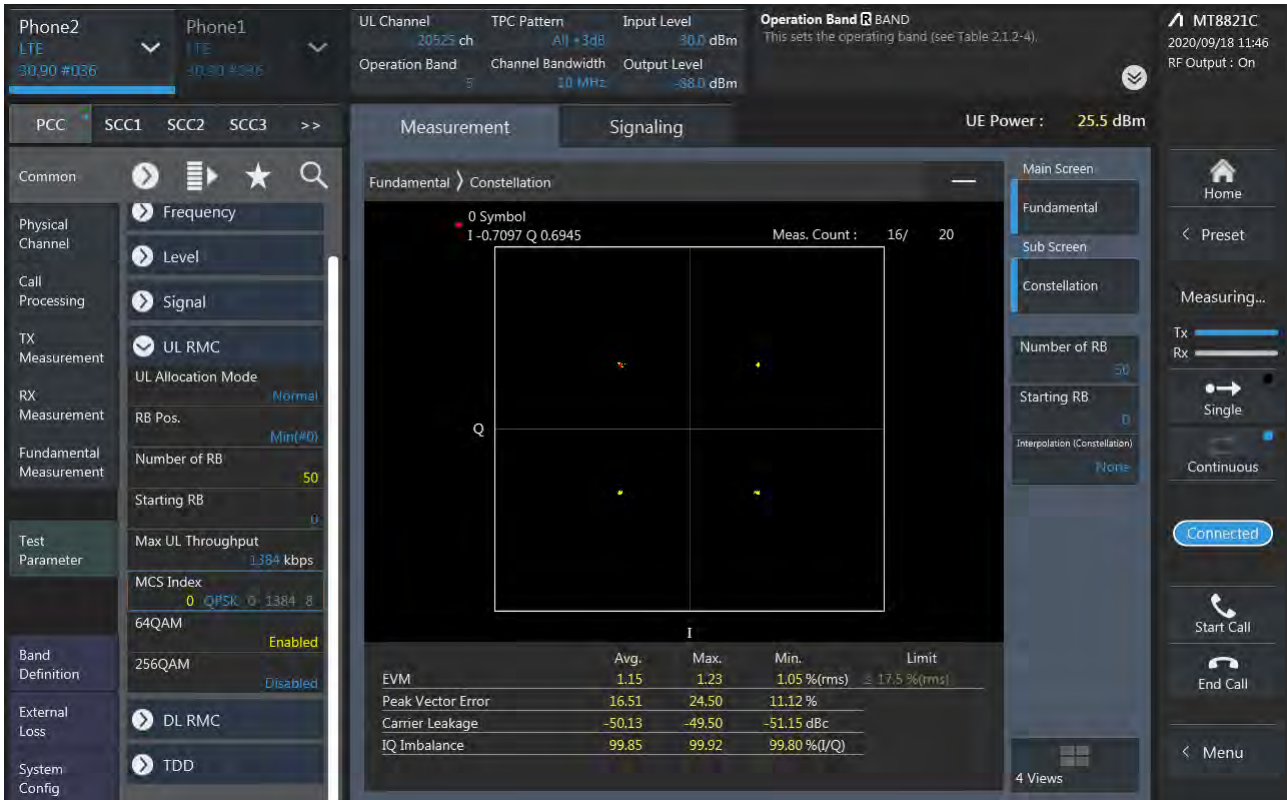 Phone2
LTE
30.90 #036
Phone1
LTE
UL Channel
20525 ch
TPC Pattern
All +3dB
Input Level
30.0 dBm
Operation Band
5
Channel Bandwidth
10 MHz
Output Level
-88.0 dBm
Operation Band R BAND
This sets the operating band (see Table 2.1.2-4).
MT8821C
2020/09/18 11:46
RF Output : On
PCC SCC1 SCC2 SCC3 >>
Measurement
Signaling
UE Power : 25.5 dBm
Common
Physical
Channel
Call
Processing
TX
Measurement
RX
Measurement
Fundamental
Measurement
Test
Parameter
Band
Definition
External
Loss
System
Config
Frequency
Level
Signal
UL RMC
UL Allocation Mode
Normal
RB Pos.
Min(#0)
Number of RB
50
Starting RB
0
Max UL Throughput
1384 kbps
MCS Index
0 QPSK 0 1384 8
64QAM
Enabled
256QAM
Disabled
DL RMC
TDD
Fundamental 〉 Constellation
0 Symbol
I -0.7097 Q 0.6945
Meas. Count : 16/ 20
Q
I
Avg. Max. Min. Limit
EVM 1.15 1.23 1.05 %(rms) ≤ 17.5 %(rms)
Peak Vector Error 16.51 24.50 11.12 %
Carrier Leakage -50.13 -49.50 -51.15 dBc
IQ Imbalance 99.85 99.92 99.80 %(I/Q)
Main Screen
Fundamental
Sub Screen
Constellation
Number of RB
50
Starting RB
0
Interpolation (Constellation)
None
4 Views
Home
< Preset
Measuring...
Tx
Rx
Single
Continuous
Connected
Start Call
End Call
< Menu